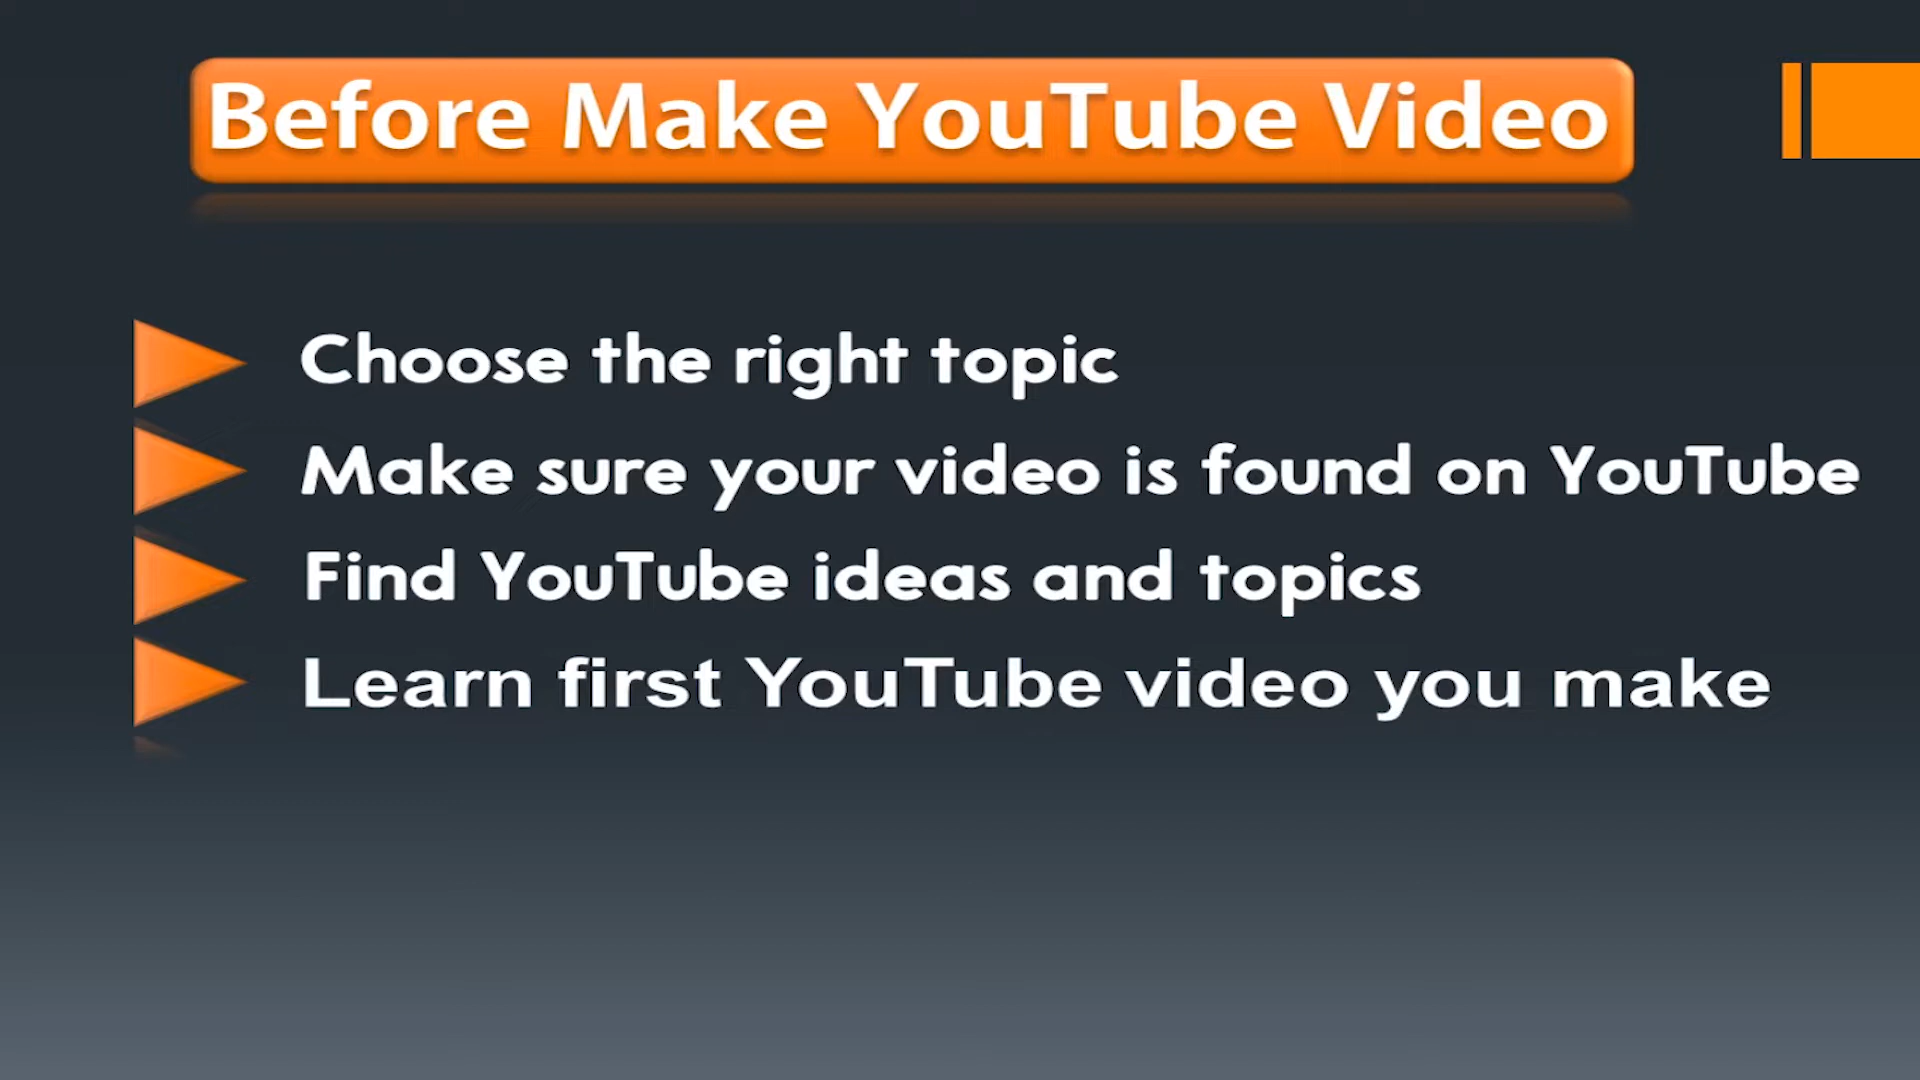 Before Make YouTube Video
Choose the right topic
Make sure your video is found on YouTube
Find YouTube ideas and topics
Learn first YouTube video you make